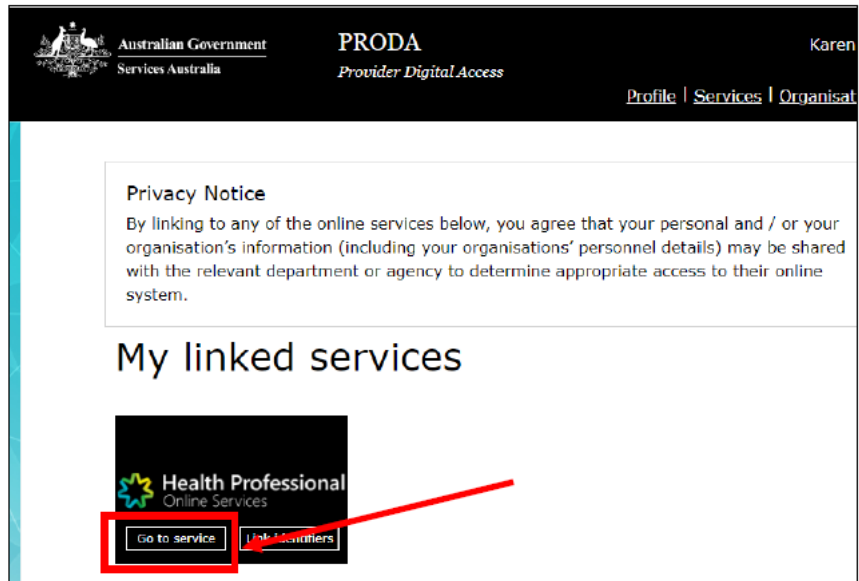 Australian Government
Services Australia
PRODA
Provider Digital Access
Karen
Profile | Services | Organisat
Privacy Notice
By linking to any of the online services below, you agree that your personal and / or your
organisation's information (including your organisations' personnel details) may be shared
with the relevant department or agency to determine appropriate access to their online
system.
My linked services
Health Professional
Online Services
Go to service
Link identifiers